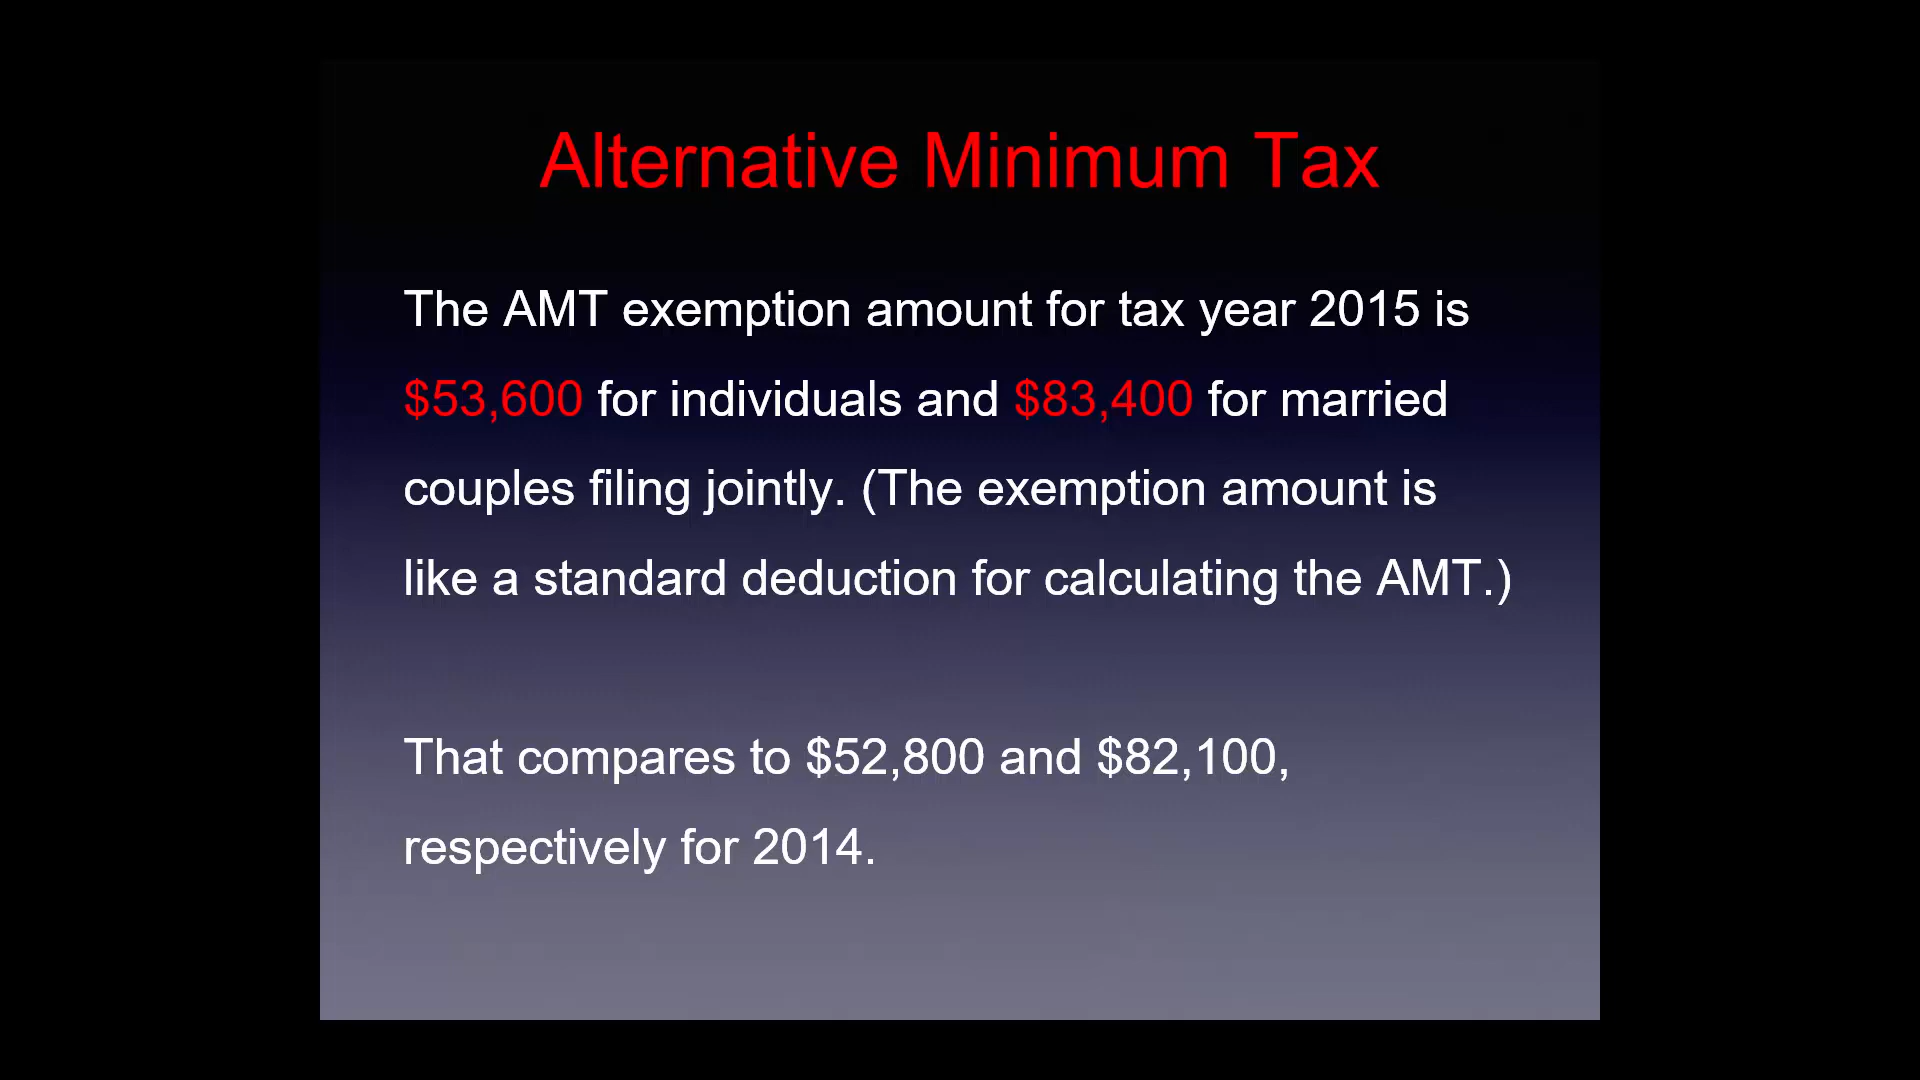 Alternative Minimum Tax
The AMT exemption amount for tax year 2015 is
$53,600 for individuals and $83,400 for married
couples filing jointly. (The exemption amount is
like a standard deduction for calculating the AMT.)
That compares to $52,800 and $82,100,
respectively for 2014.